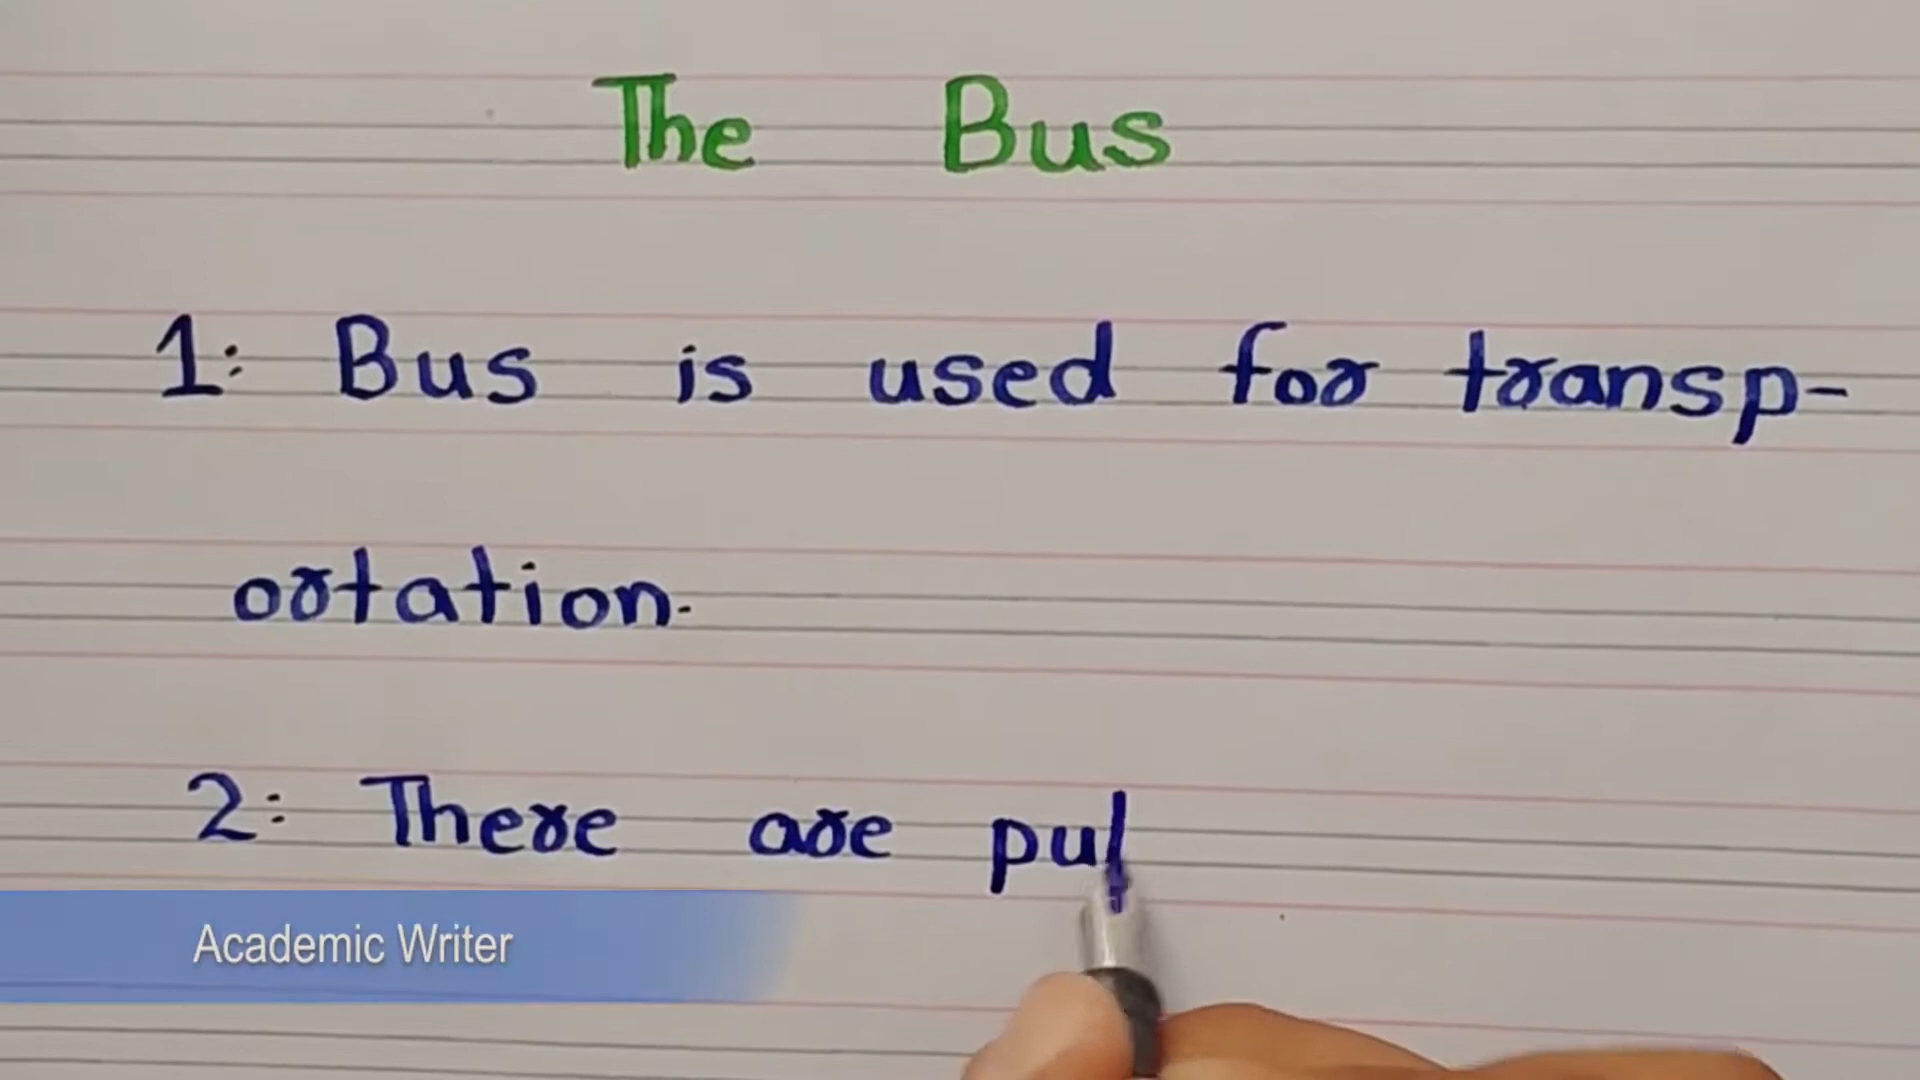 The Bus
1: Bus is used for transp-
ortation.
2: There are pul
Academic Writer